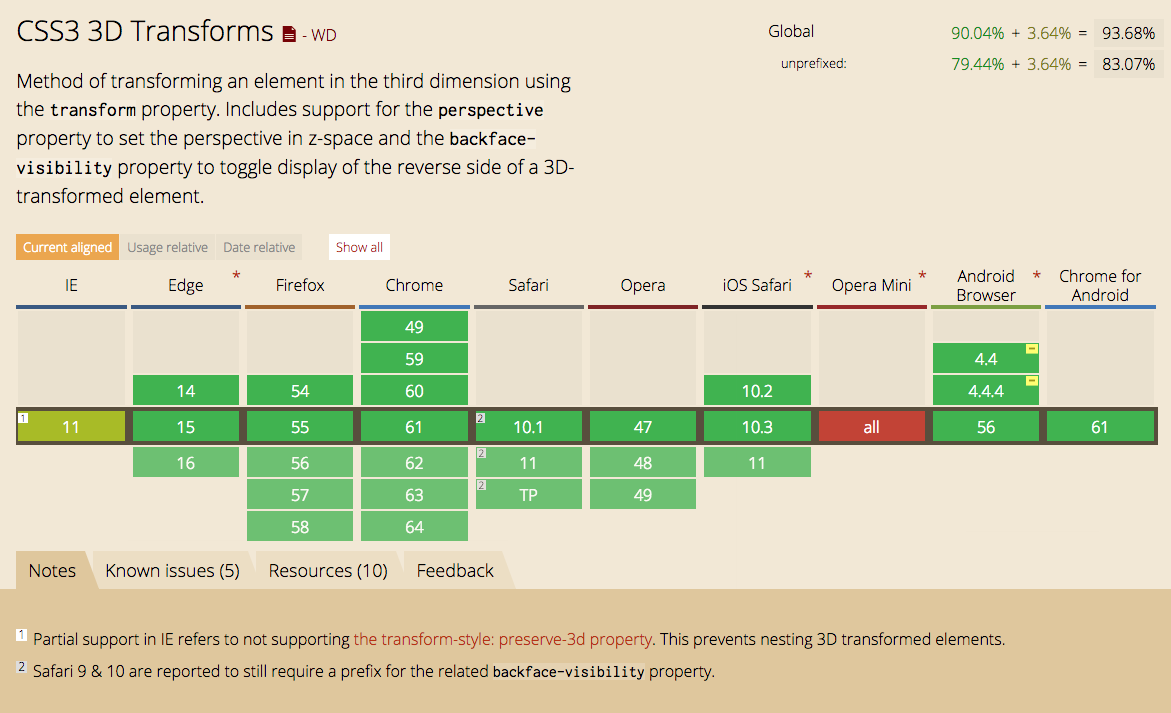 CSS3 3D Transforms - WD
Global 90.04% + 3.64% = 93.68%
unprefixed: 79.44% + 3.64% = 83.07%
Method of transforming an element in the third dimension using
the transform property. Includes support for the perspective
property to set the perspective in z-space and the backface-
visibility property to toggle display of the reverse side of a 3D-
transformed element.
Current aligned Usage relative Date relative Show all
IE Edge * Firefox Chrome Safari Opera iOS Safari * Opera Mini * Android Browser * Chrome for Android
49
59 4.4
14 54 60 10.2 4.4.4
1 11 15 55 61 2 10.1 47 10.3 all 56 61
16 56 62 2 11 48 11
57 63 2 TP 49
58 64
Notes Known issues (5) Resources (10) Feedback
1 Partial support in IE refers to not supporting the transform-style: preserve-3d property. This prevents nesting 3D transformed elements.
2 Safari 9 & 10 are reported to still require a prefix for the related backface-visibility property.